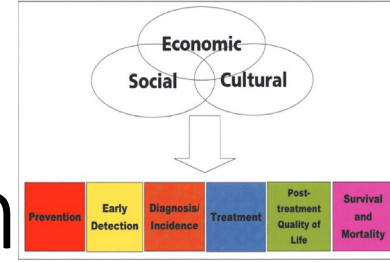 Economic
Social Cultural
Prevention
Early
Detection
Diagnosis/
Incidence
Treatment
Post-
treatment
Quality of
Life
Survival
and
Mortality